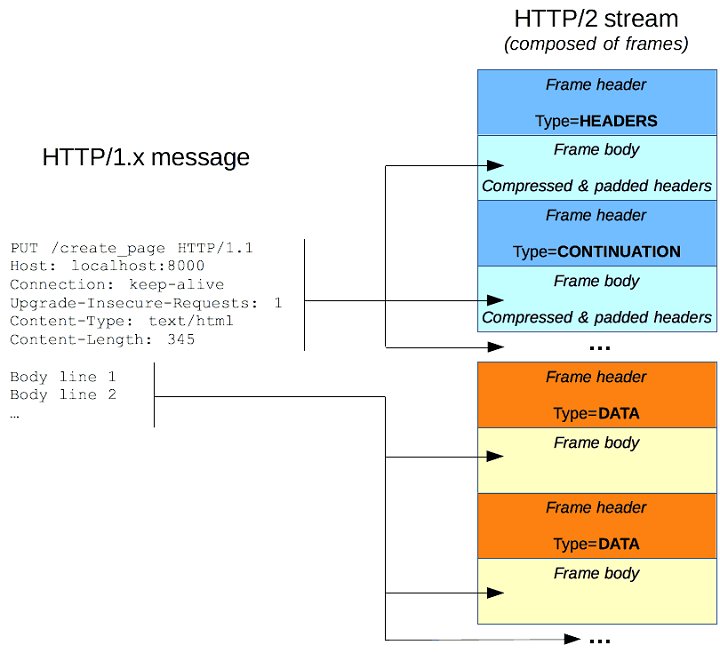 HTTP/2 stream
(composed of frames)
Frame header
Type=HEADERS
Frame body
Compressed & padded headers
Frame header
Type=CONTINUATION
Frame body
Compressed & padded headers
...
Frame header
Type=DATA
Frame body
Frame header
Type=DATA
Frame body
...
HTTP/1.x message
PUT /create_page HTTP/1.1
Host: localhost:8000
Connection: keep-alive
Upgrade-Insecure-Requests: 1
Content-Type: text/html
Content-Length: 345
Body line 1
Body line 2
…